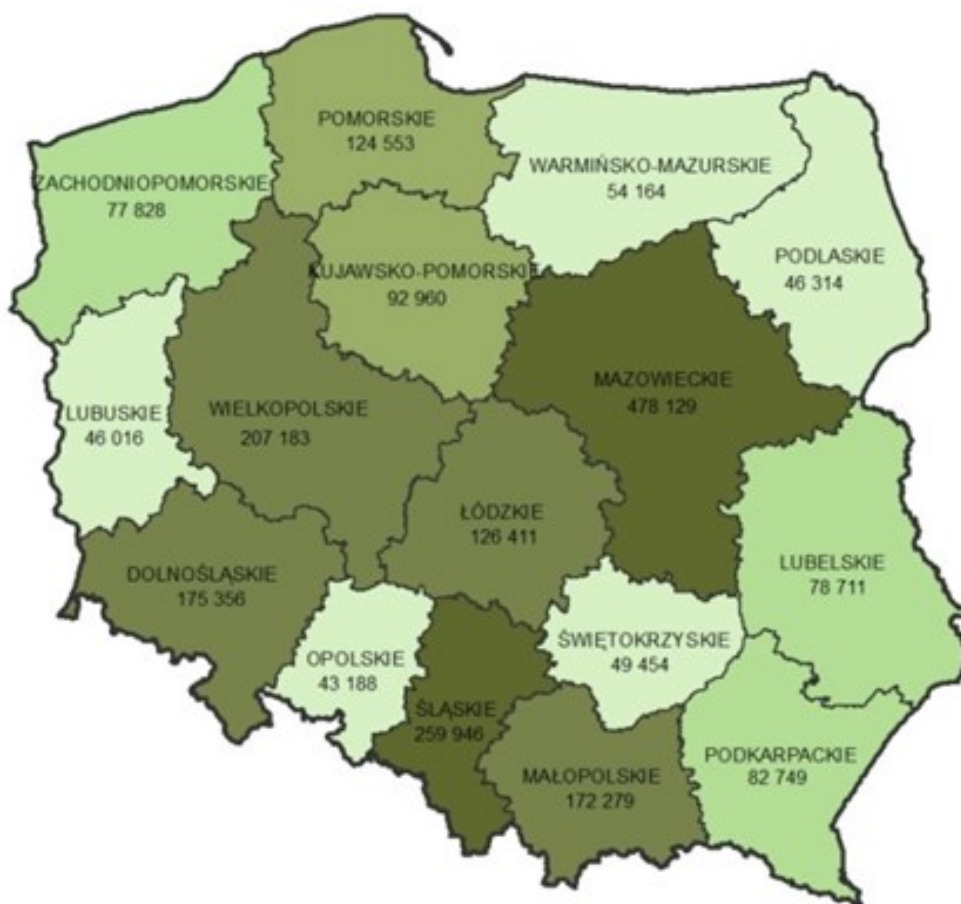 POMORSKIE
124 553
WARMIŃSKO-MAZURSKIE
54 164
ZACHODNIOPOMORSKIE
77 828
PODLASKIE
46 314
KUJAWSKO-POMORSKIE
92 960
MAZOWIECKIE
478 129
LUBUSKIE
46 016
WIELKOPOLSKIE
207 183
ŁÓDZKIE
126 411
LUBELSKIE
78 711
DOLNOŚLĄSKIE
175 356
OPOLSKIE
43 188
ŚWIĘTOKRZYSKIE
49 454
ŚLĄSKIE
259 946
MAŁOPOLSKIE
172 279
PODKARPACKIE
82 749